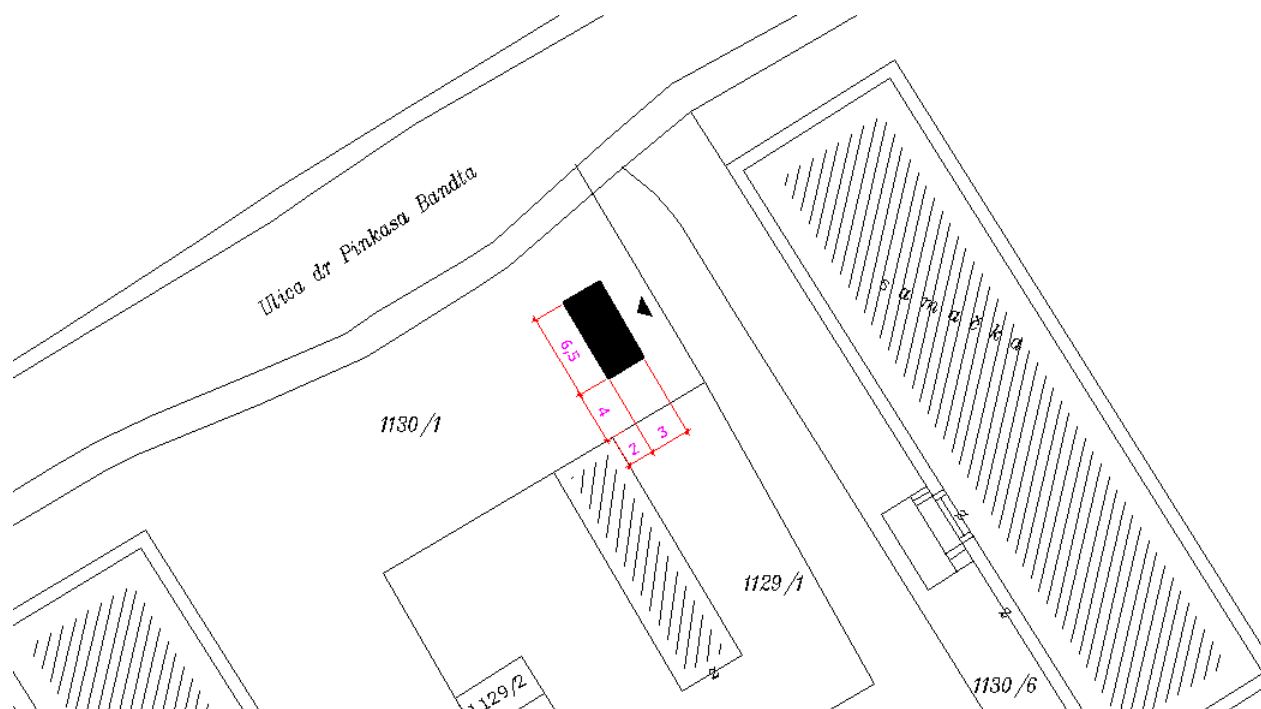 Ulica dr Pinkasa Bandta
samačka
6,5
1130/1
4
2
3
z
1129/1
z
1129/2
z
1130/6